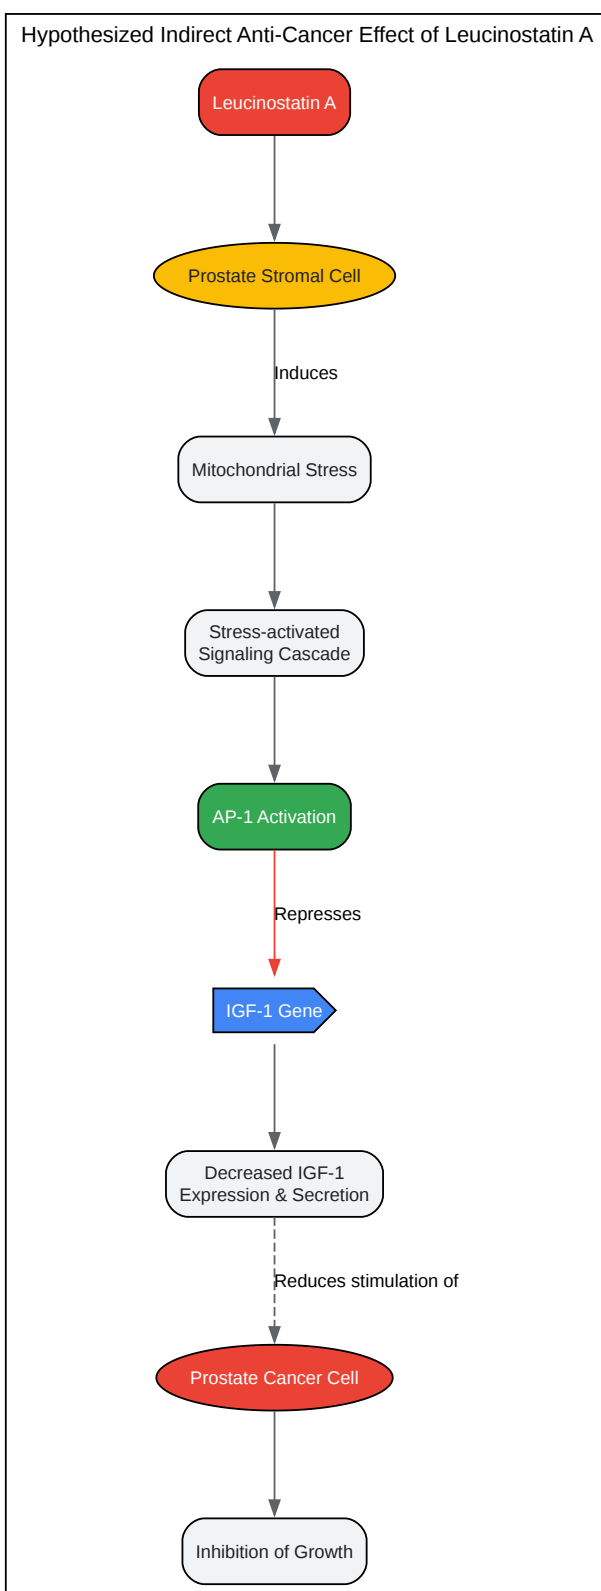 Hypothesized Indirect Anti-Cancer Effect of Leucinostatin A
Leucinostatin A
Prostate Stromal Cell
Induces
Mitochondrial Stress
Stress-activated
Signaling Cascade
AP-1 Activation
Represses
IGF-1 Gene
Decreased IGF-1
Expression & Secretion
Reduces stimulation of
Prostate Cancer Cell
Inhibition of Growth